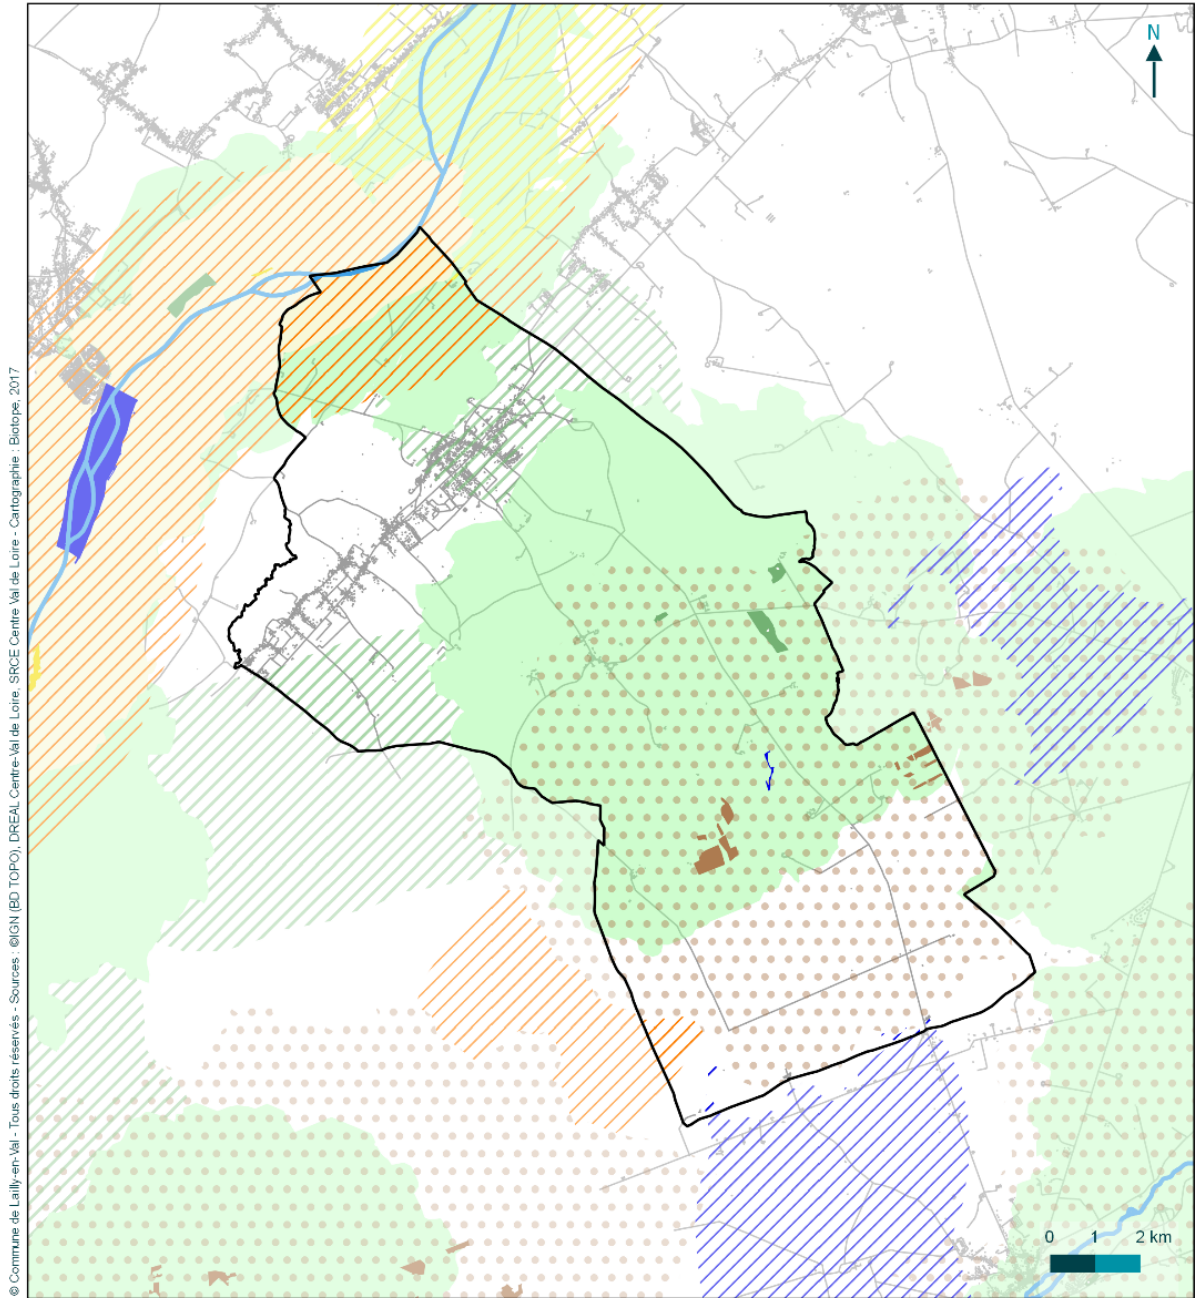 N
0 1 2 km
© Commune de Lailly-en-Val - Tous droits réservés - Sources : ©IGN (BD TOPO), DREAL Centre-Val de Loire, SRCE Centre Val de Loire - Cartographie : Biotope, 2017